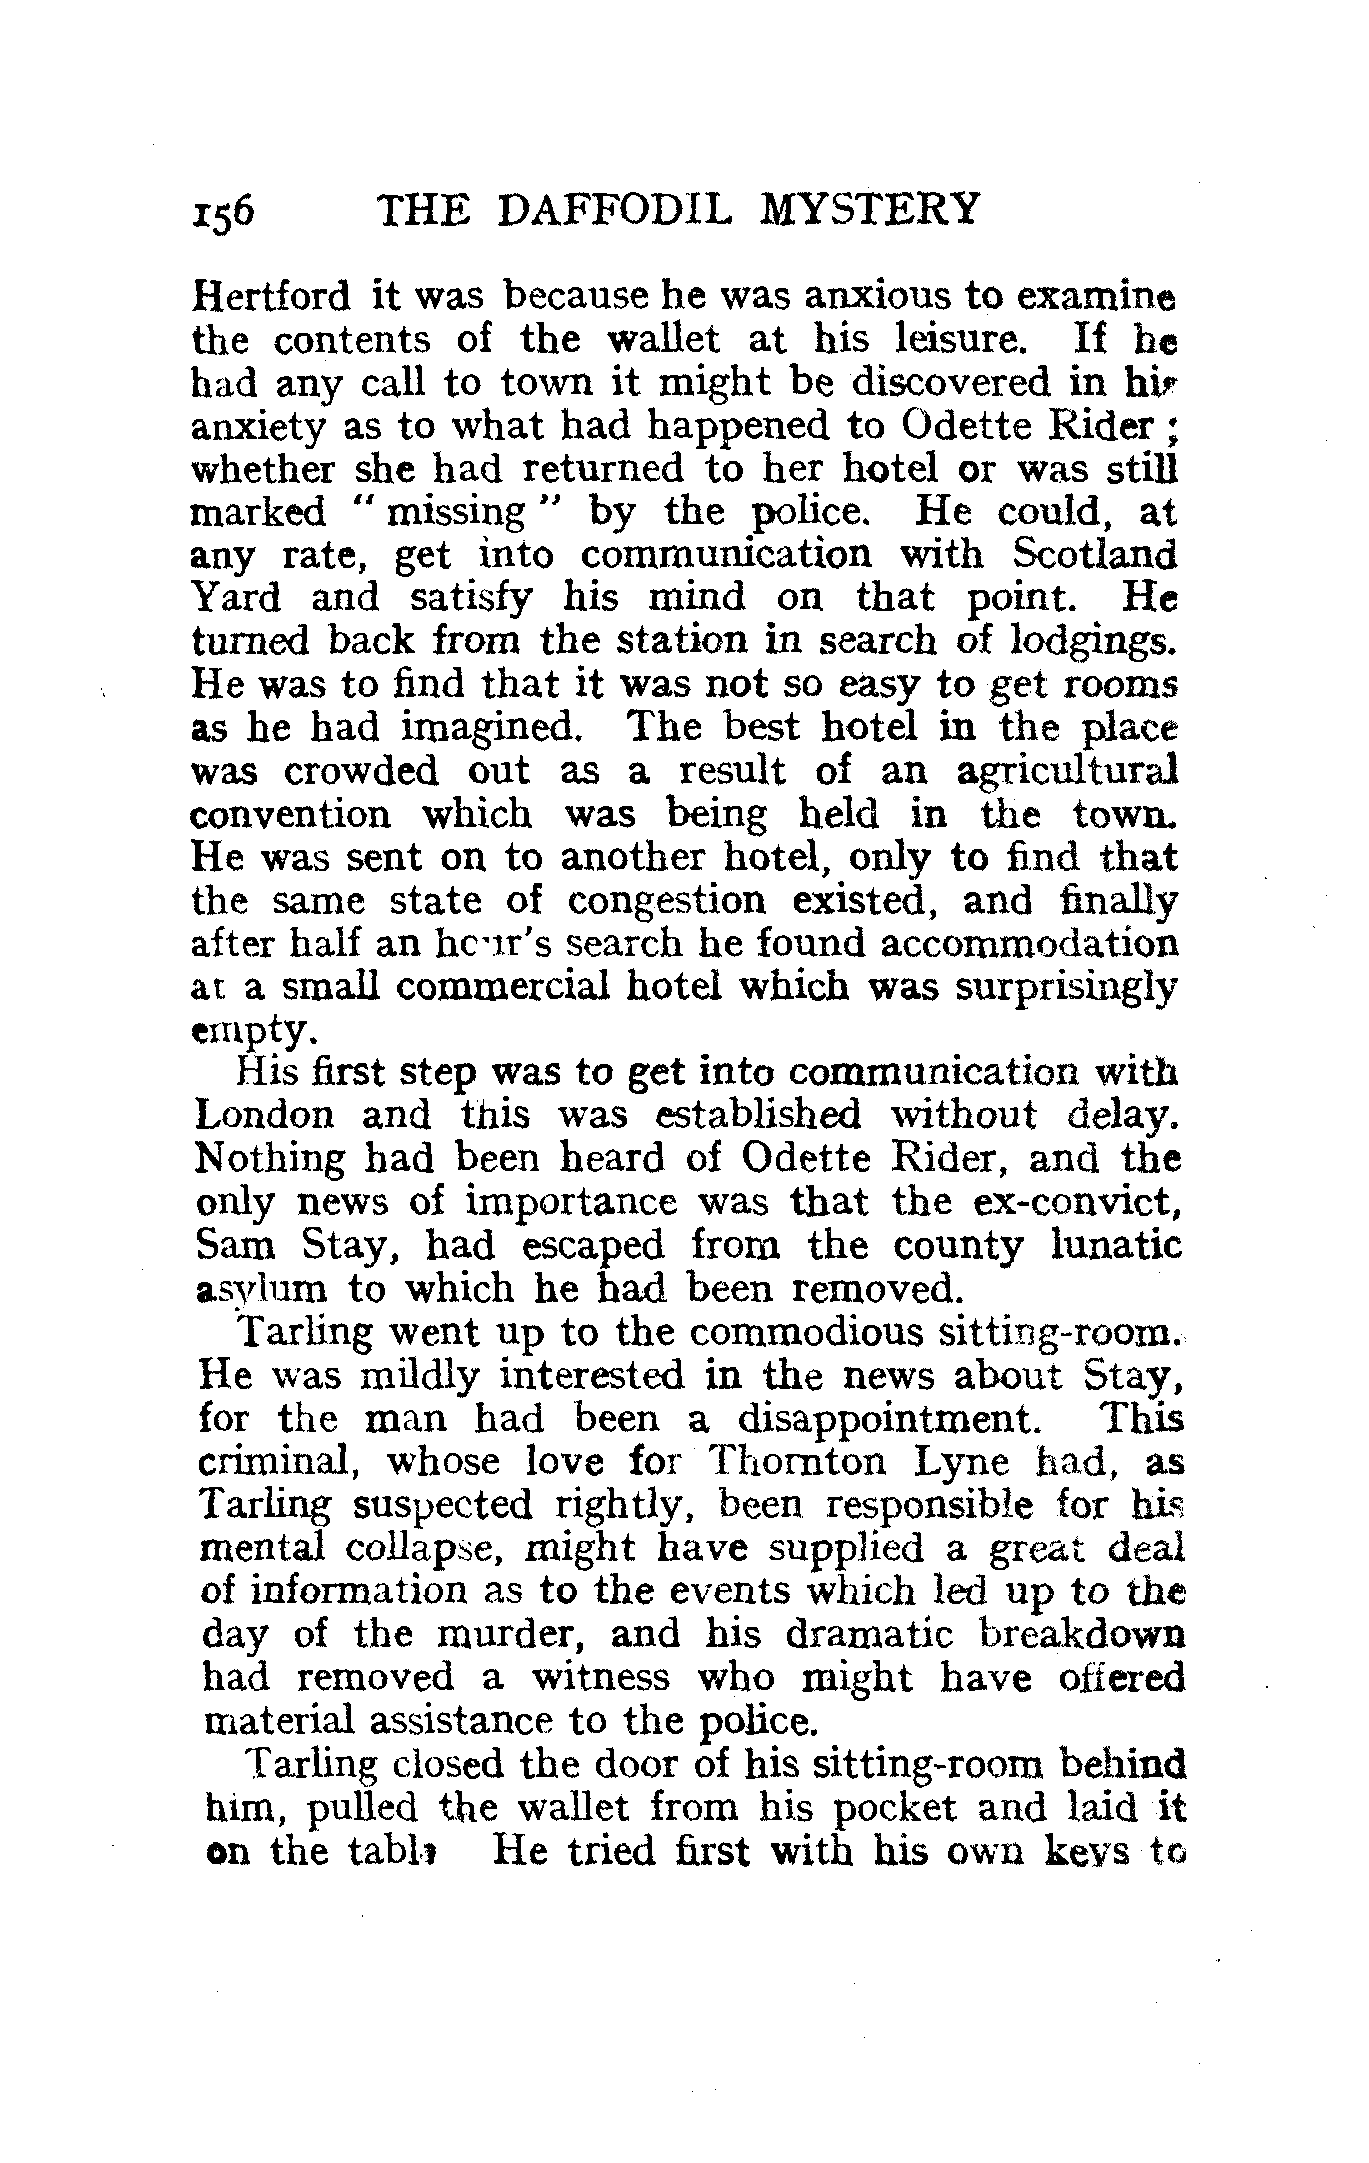 156 THE DAFFODIL MYSTERY
Hertford it was because he was anxious to examine
the contents of the wallet at his leisure. If he
had any call to town it might be discovered in his
anxiety as to what had happened to Odette Rider ;
whether she had returned to her hotel or was still
marked " missing " by the police. He could, at
any rate, get into communication with Scotland
Yard and satisfy his mind on that point. He
turned back from the station in search of lodgings.
He was to find that it was not so easy to get rooms
as he had imagined. The best hotel in the place
was crowded out as a result of an agricultural
convention which was being held in the town.
He was sent on to another hotel, only to find that
the same state of congestion existed, and finally
after half an hour's search he found accommodation
at a small commercial hotel which was surprisingly
empty.
His first step was to get into communication with
London and this was established without delay.
Nothing had been heard of Odette Rider, and the
only news of importance was that the ex-convict,
Sam Stay, had escaped from the county lunatic
asylum to which he had been removed.
Tarling went up to the commodious sitting-room.
He was mildly interested in the news about Stay,
for the man had been a disappointment. This
criminal, whose love for Thornton Lyne had, as
Tarling suspected rightly, been responsible for his
mental collapse, might have supplied a great deal
of information as to the events which led up to the
day of the murder, and his dramatic breakdown
had removed a witness who might have offered
material assistance to the police.
Tarling closed the door of his sitting-room behind
him, pulled the wallet from his pocket and laid it
on the table He tried first with his own keys to